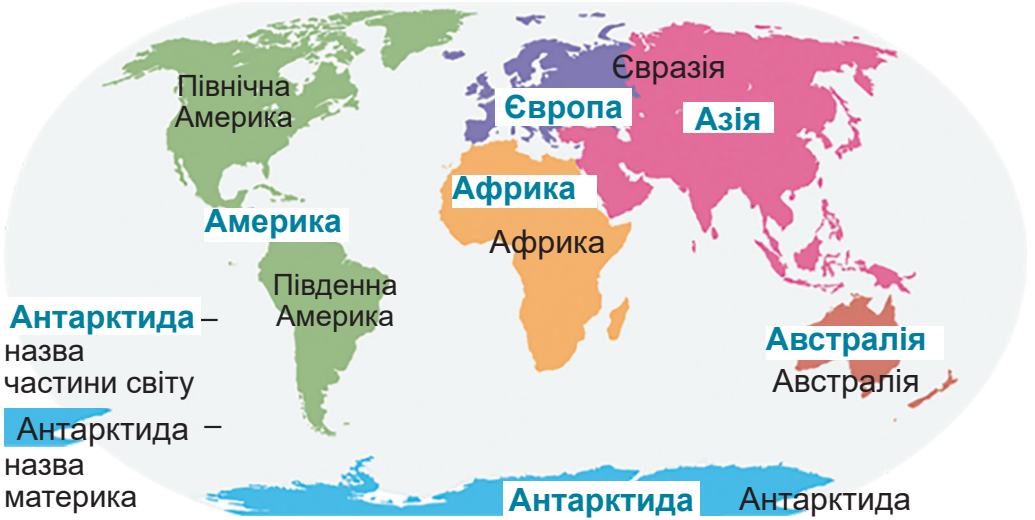 Північна
Америка
Євразія
Європа
Азія
Африка
Америка
Африка
Південна
Америка
Антарктида –
назва
частини світу
Австралія
Австралія
Антарктида –
назва
материка
Антарктида
Антарктида